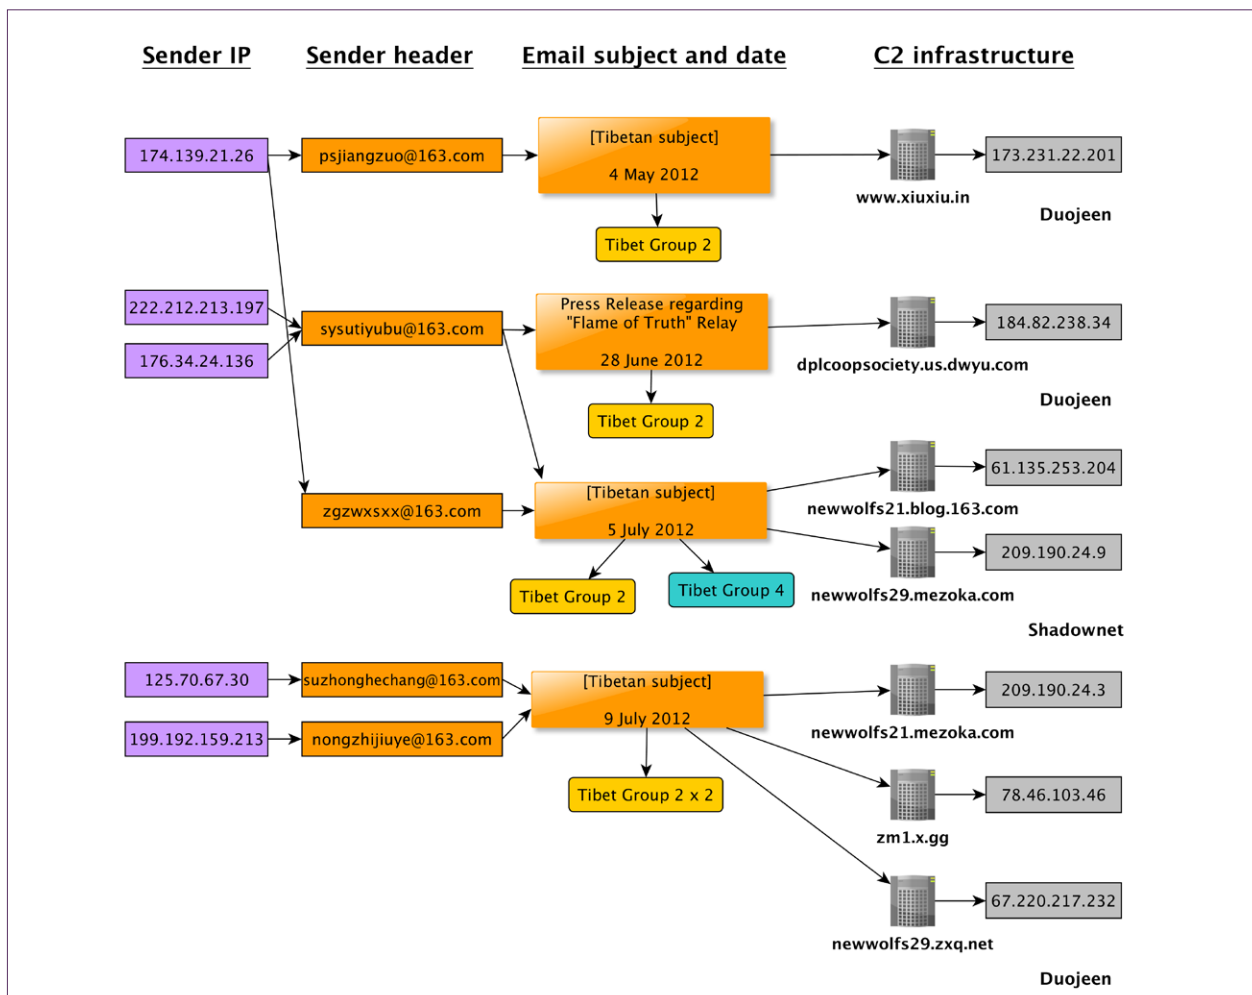 Sender IP
Sender header
Email subject and date
C2 infrastructure
174.139.21.26
psjiangzuo@163.com
[Tibetan subject]
4 May 2012
Tibet Group 2
www.xiuxiu.in
173.231.22.201
Duojeen
222.212.213.197
176.34.24.136
sysutiyubu@163.com
Press Release regarding
"Flame of Truth" Relay
28 June 2012
Tibet Group 2
dplcoopsociety.us.dwyu.com
184.82.238.34
Duojeen
zgzwxsxx@163.com
[Tibetan subject]
5 July 2012
Tibet Group 2
Tibet Group 4
newwolfs21.blog.163.com
61.135.253.204
newwolfs29.mezoka.com
209.190.24.9
Shadownet
125.70.67.30
199.192.159.213
suzhonghechang@163.com
nongzhijiuye@163.com
[Tibetan subject]
9 July 2012
Tibet Group 2 x 2
newwolfs21.mezoka.com
209.190.24.3
zm1.x.gg
78.46.103.46
newwolfs29.zxq.net
67.220.217.232
Duojeen